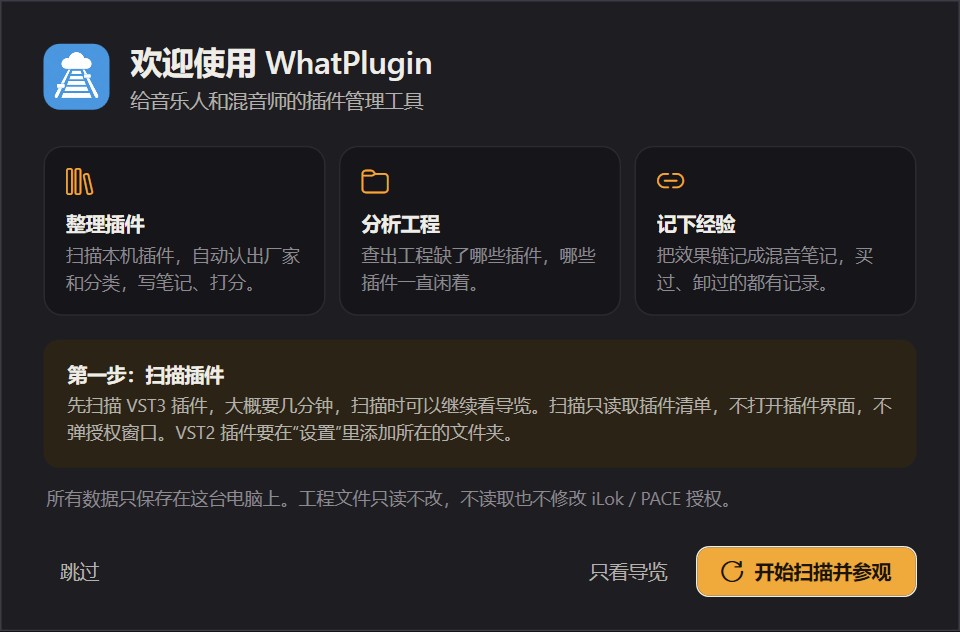 欢迎使用 WhatPlugin
给音乐人和混音师的插件管理工具
整理插件
扫描本机插件，自动认出厂家
和分类，写笔记、打分。
分析工程
查出工程缺了哪些插件，哪些
插件一直闲着。
记下经验
把效果链记成混音笔记，买
过、卸过的都有记录。
第一步：扫描插件
先扫描 VST3 插件，大概要几分钟，扫描时可以继续看导览。扫描只读取插件清单，不打开插件界面，不
弹授权窗口。VST2 插件要在“设置”里添加所在的文件夹。
所有数据只保存在这台电脑上。工程文件只读不改，不读取也不修改 iLok / PACE 授权。
跳过
只看导览
开始扫描并参观